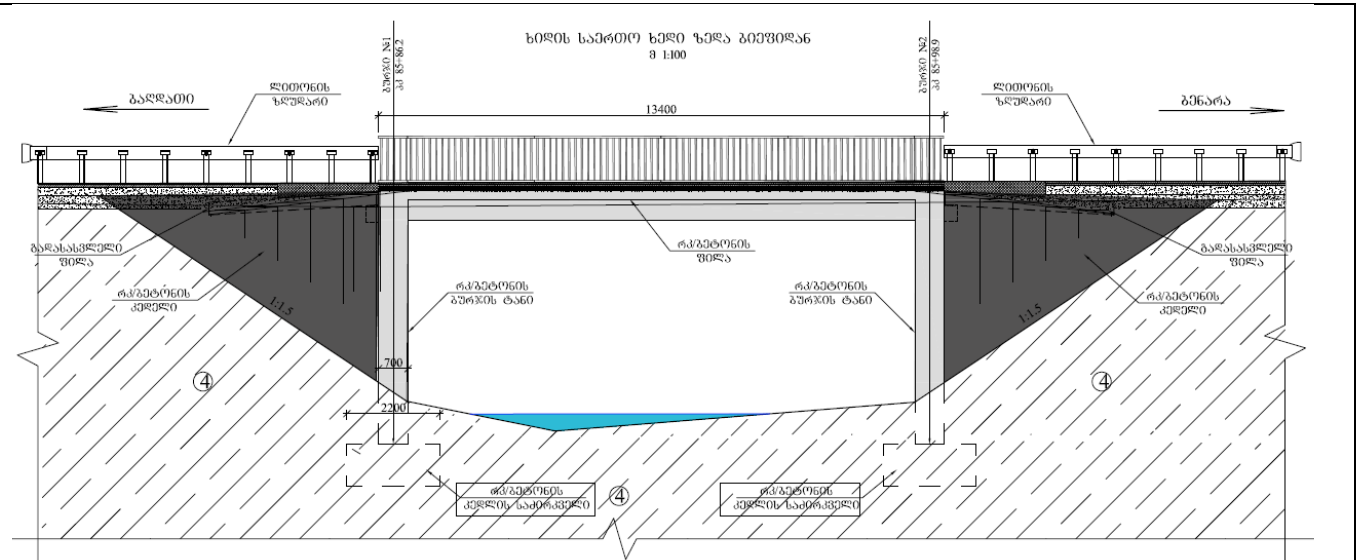 ხიდის საერთო ხედი ზედა ბიეფიდან
მ 1:100
ბურჯი №1
პკ 85+86.2
ბურჯი №2
პკ 85+98.9
ბაღდათი
ლითონის
ზღუდარი
13400
ლითონის
ზღუდარი
ბენარა
გადასასვლელი
ფილა
რკ/ბეტონის
კედელი
1:1.5
რკ/ბეტონის
ბურჯის ტანი
რკ/ბეტონის
ფილა
რკ/ბეტონის
ბურჯის ტანი
გადასასვლელი
ფილა
რკ/ბეტონის
კედელი
1:1.5
700
2200
4
4
რკ/ბეტონის
კედლის საძირკველი
4
რკ/ბეტონის
კედლის საძირკველი